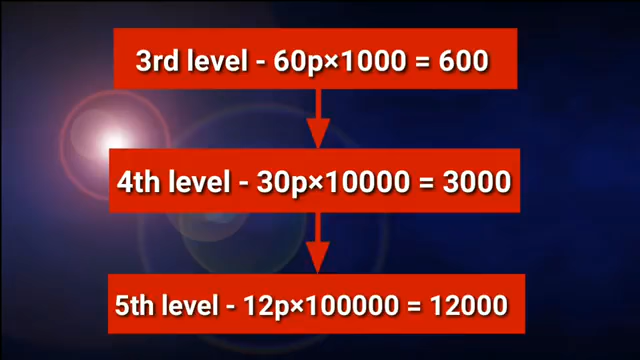 3rd level - 60p×1000 = 600
4th level - 30p×10000 = 3000
5th level - 12p×100000 = 12000